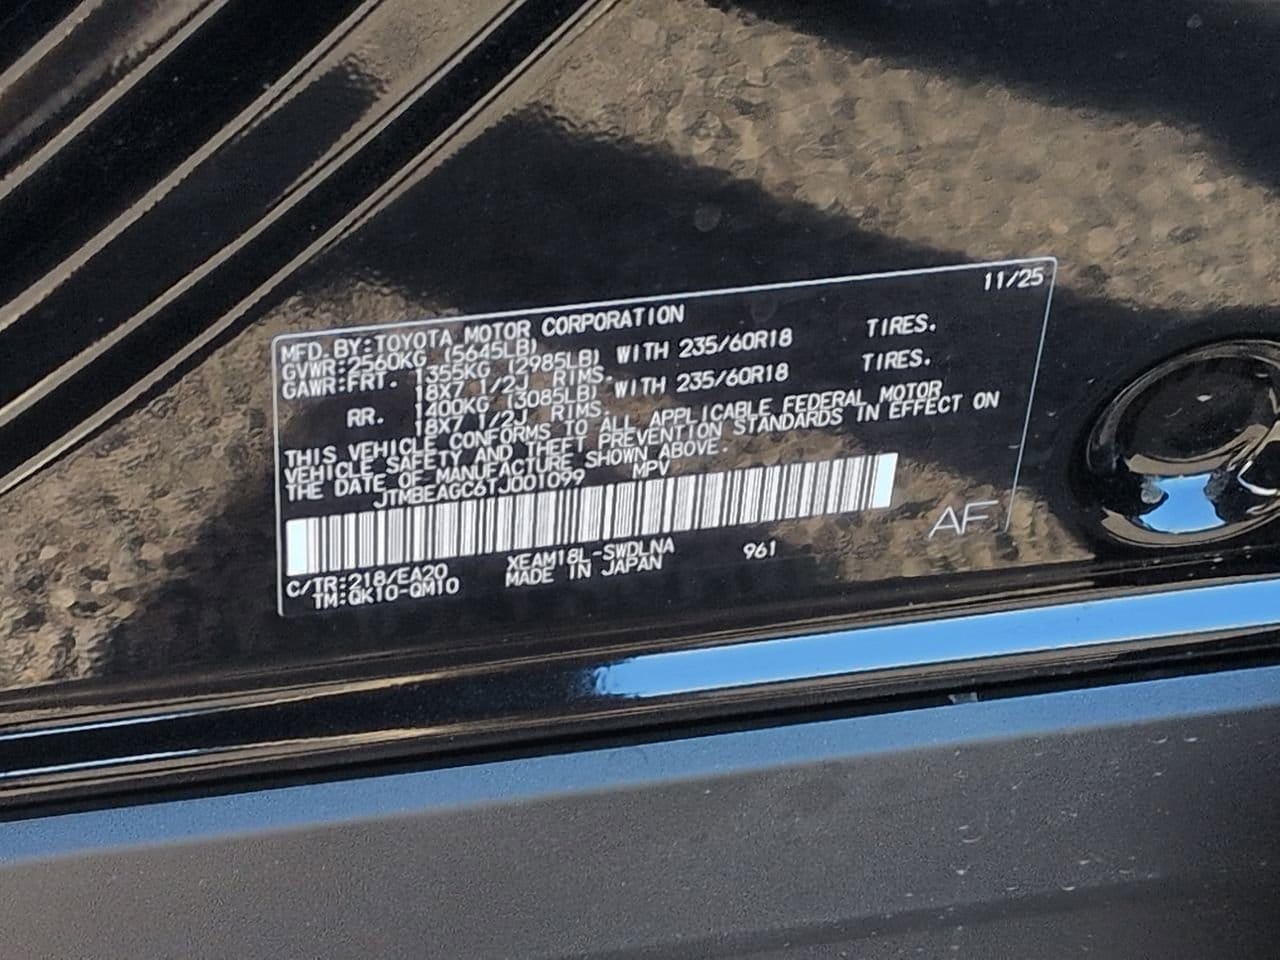 11/25
MFD. BY: TOYOTA MOTOR CORPORATION
GVWR: 2560KG (5645LB)
GAWR: FRT. 1355KG (2985LB) WITH 235/60R18 TIRES.
18X7 1/2J RIMS.
RR. 1400KG (3085LB) WITH 235/60R18 TIRES.
18X7 1/2J RIMS.
THIS VEHICLE CONFORMS TO ALL APPLICABLE FEDERAL MOTOR
VEHICLE SAFETY AND THEFT PREVENTION STANDARDS IN EFFECT ON
THE DATE OF MANUFACTURE SHOWN ABOVE.
JTMBEAGC6TJ001099 MPV
AF
C/TR:218/EA20 XEAM18L-SWDLNA 961
TM:QK10-QM10 MADE IN JAPAN